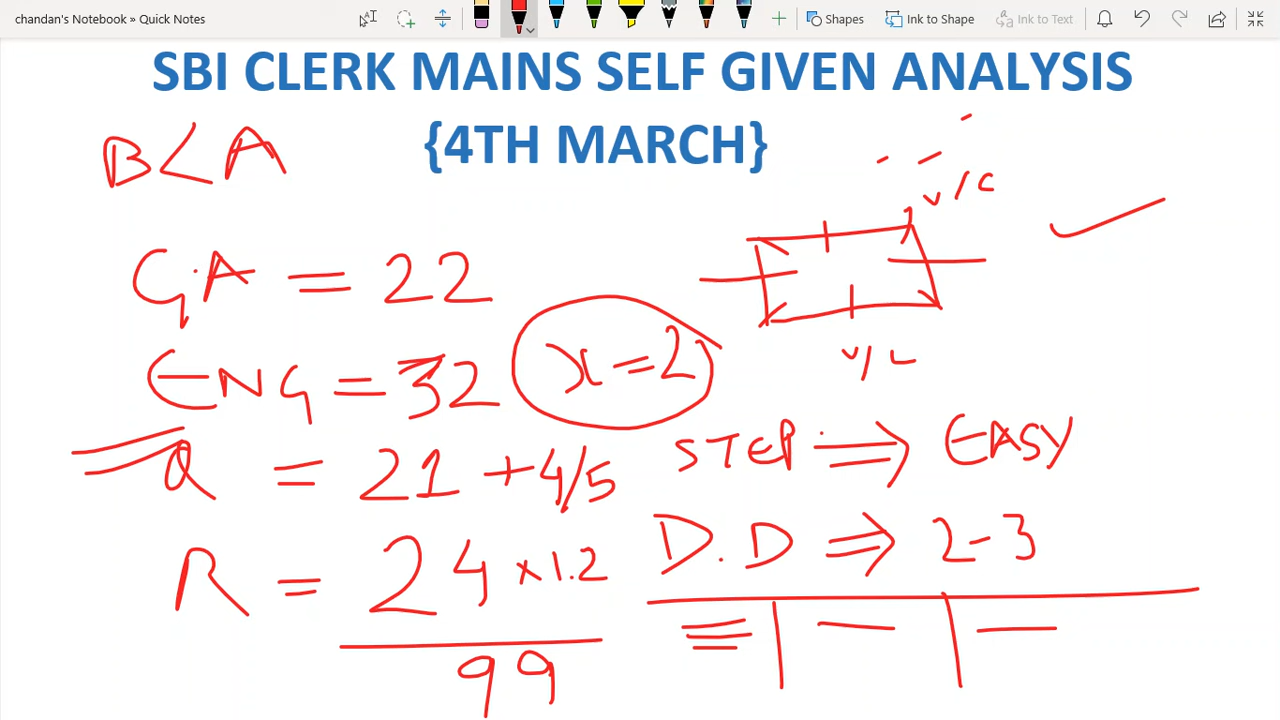 chandan's Notebook » Quick Notes
Shapes
Ink to Shape
Ink to Text
SBI CLERK MAINS SELF GIVEN ANALYSIS
{4TH MARCH}
B<A
V/C
GA = 22
ENG = 32
x=2
V/L
Q = 21 + 4/5
STEP ⇒ EASY
R = 24 ×1.2
D.D ⇒ 2-3
99